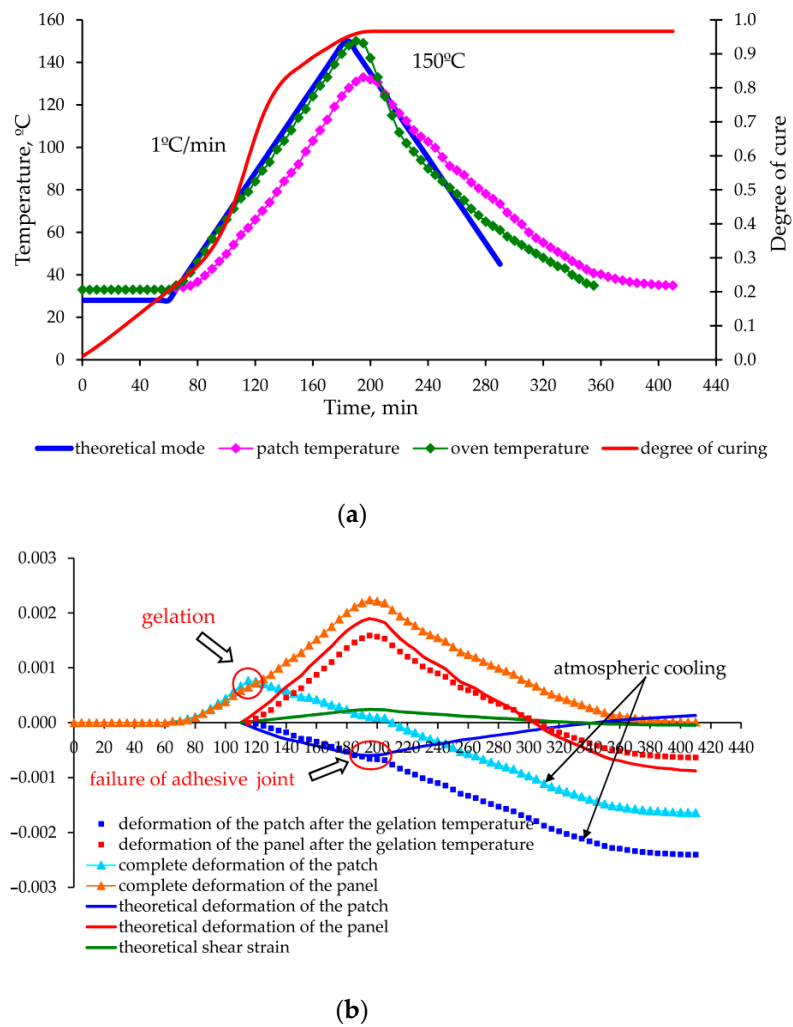 160
140
120
100
80
60
40
20
0
Temperature, ºC
1ºC/min
150ºC
1.0
0.9
0.8
0.7
0.6
0.5
0.4
0.3
0.2
0.1
0.0
Degree of cure
0 40 80 120 160 200 240 280 320 360 400 440
Time, min
theoretical mode patch temperature oven temperature degree of curing
(a)
0.003
0.002
0.001
0.000
−0.001
−0.002
−0.003
gelation
atmospheric cooling
0 20 40 60 80 100 120 140 160 180 200 220 240 260 280 300 320 340 360 380 400 420 440
failure of adhesive joint
deformation of the patch after the gelation temperature
deformation of the panel after the gelation temperature
complete deformation of the patch
complete deformation of the panel
theoretical deformation of the patch
theoretical deformation of the panel
theoretical shear strain
(b)